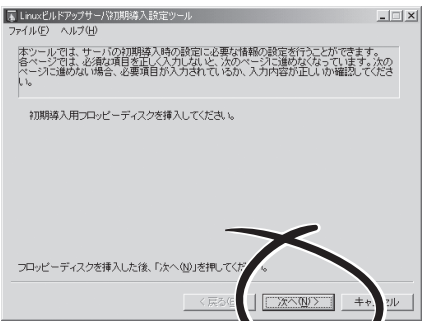 Linuxビルドアップサーバ初期導入設定ツール
ファイル(F) ヘルプ(H)
本ツールでは、サーバの初期導入時の設定に必要な情報の設定を行うことができます。
各ページでは、必須な項目を正しく入力しないと、次のページに進めなくなっています。次の
ページに進めない場合、必要項目が入力されているか、入力内容が正しいか確認してくださ
い。
初期導入用フロッピーディスクを挿入してください。
フロッピーディスクを挿入した後、「次へ(N)」を押してくだ
< 戻る(B) 次へ(N) > キャ ル